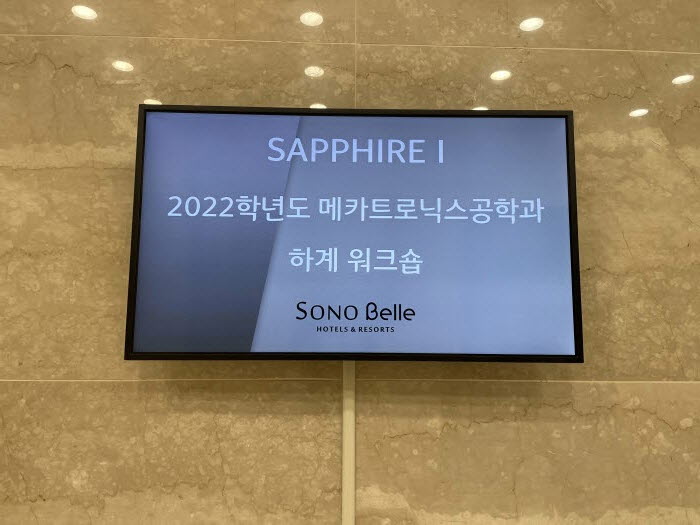 SAPPHIRE I
2022학년도 메카트로닉스공학과
하계 워크숍
SONO Belle
HOTELS & RESORTS